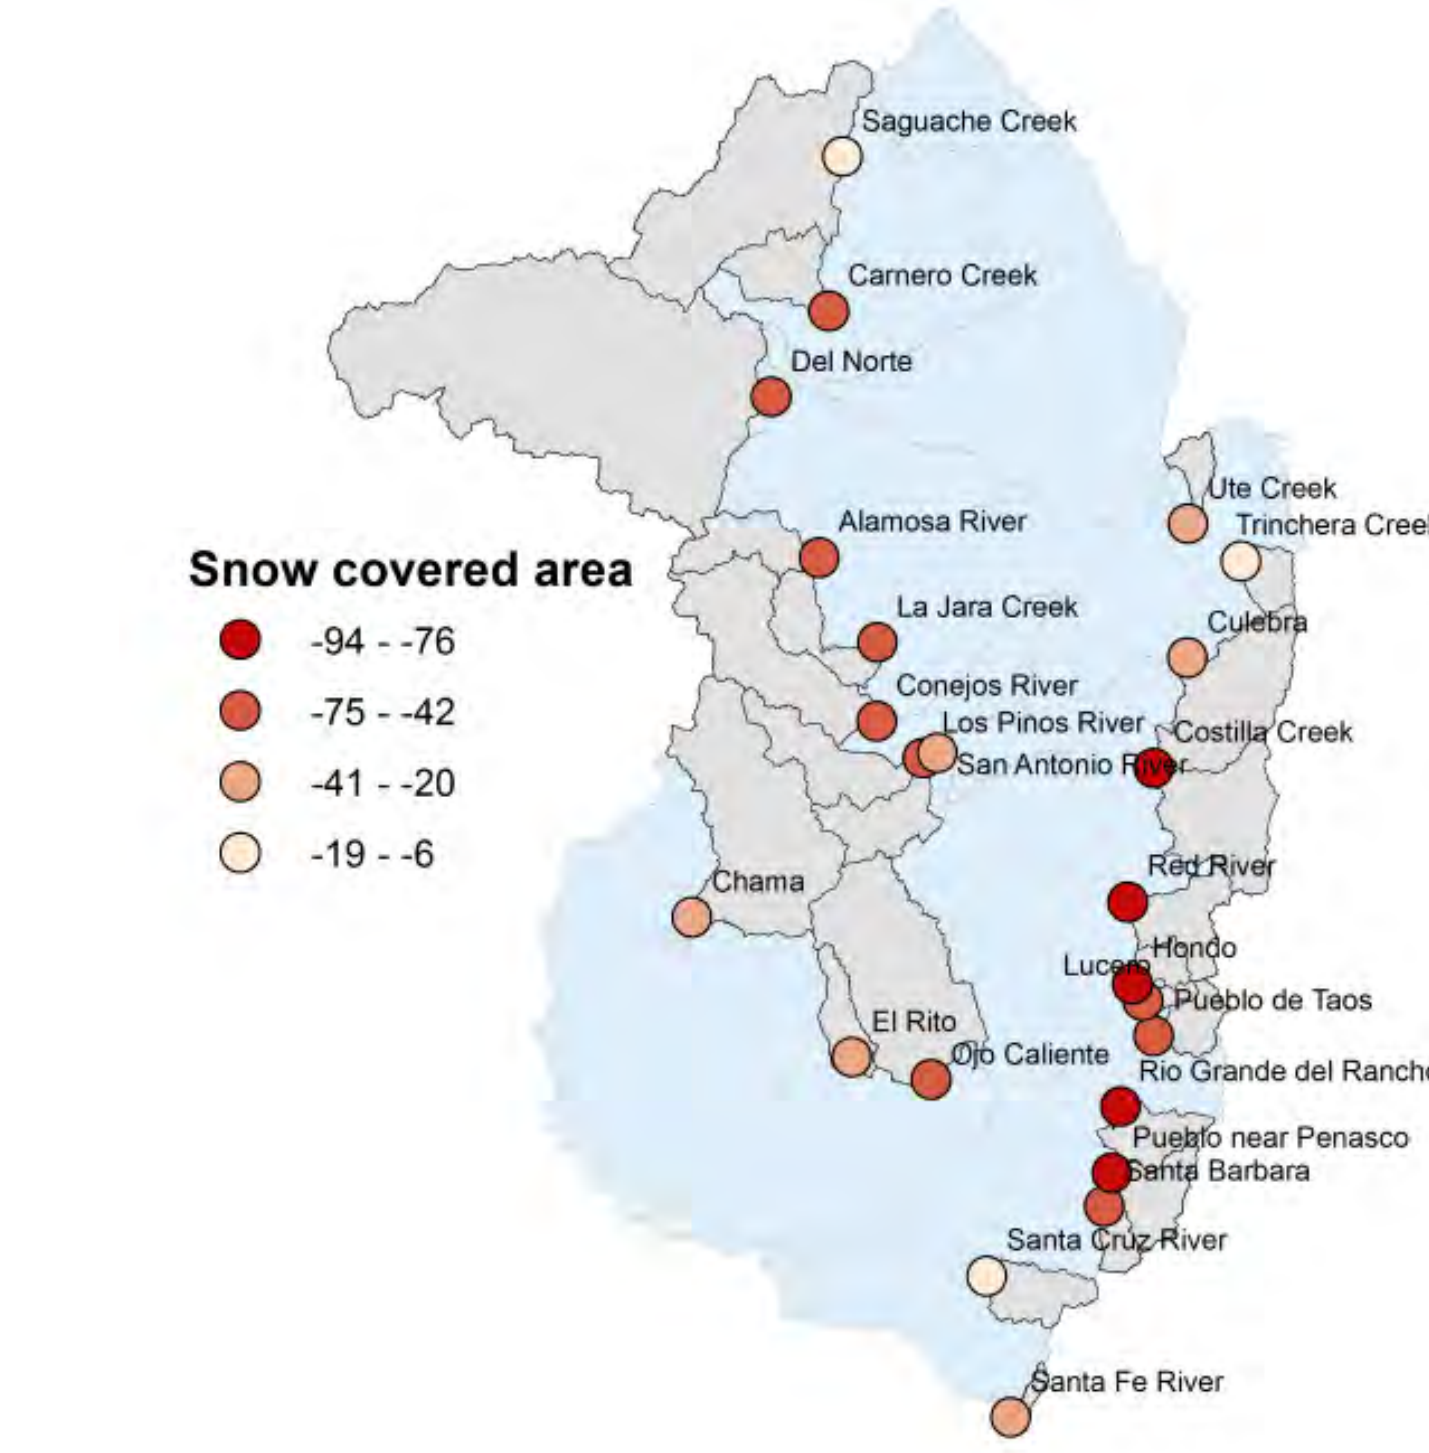 Saguache Creek
Carnero Creek
Del Norte
Ute Creek
Alamosa River
Trinchera Creek
Snow covered area
-94 - -76
-75 - -42
-41 - -20
-19 - -6
La Jara Creek
Culebra
Conejos River
Los Pinos River
Costilla Creek
San Antonio River
Red River
Chama
Hondo
Lucero
Pueblo de Taos
El Rito
Ojo Caliente
Rio Grande del Rancho
Pueblo near Penasco
Santa Barbara
Santa Cruz River
Santa Fe River